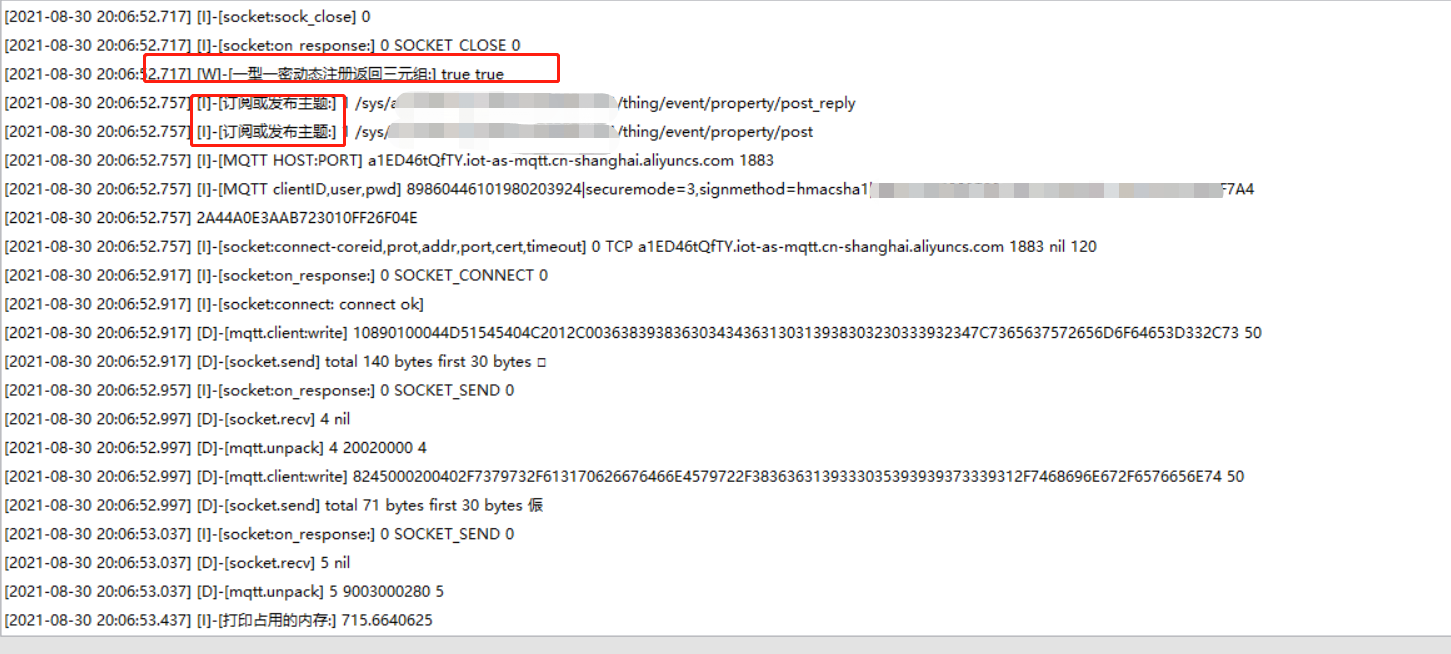 [2021-08-30 20:06:52.717] [I]-[socket:sock_close] 0
[2021-08-30 20:06:52.717] [I]-[socket:on_response:] 0 SOCKET_CLOSE 0
[2021-08-30 20:06:52.717] [W]-[一型一密动态注册返回三元组:] true true
[2021-08-30 20:06:52.757] [I]-[订阅或发布主题:] /sys/a /thing/event/property/post_reply
[2021-08-30 20:06:52.757] [I]-[订阅或发布主题:] /sys/ /thing/event/property/post
[2021-08-30 20:06:52.757] [I]-[MQTT HOST:PORT] a1ED46tQfTY.iot-as-mqtt.cn-shanghai.aliyuncs.com 1883
[2021-08-30 20:06:52.757] [I]-[MQTT clientID,user,pwd] 89860446101980203924|securemode=3,signmethod=hmacsha1| F7A4
[2021-08-30 20:06:52.757] 2A44A0E3AAB723010FF26F04E
[2021-08-30 20:06:52.757] [I]-[socket:connect-coreid,prot,addr,port,cert,timeout] 0 TCP a1ED46tQfTY.iot-as-mqtt.cn-shanghai.aliyuncs.com 1883 nil 120
[2021-08-30 20:06:52.917] [I]-[socket:on_response:] 0 SOCKET_CONNECT 0
[2021-08-30 20:06:52.917] [I]-[socket:connect: connect ok]
[2021-08-30 20:06:52.917] [D]-[mqtt.client:write] 10890100044D51545404C2012C003638393836303434363130313938303230333932347C7365637572656D6F64653D332C73 50
[2021-08-30 20:06:52.917] [D]-[socket.send] total 140 bytes first 30 bytes □
[2021-08-30 20:06:52.957] [I]-[socket:on_response:] 0 SOCKET_SEND 0
[2021-08-30 20:06:52.997] [D]-[socket.recv] 4 nil
[2021-08-30 20:06:52.997] [D]-[mqtt.unpack] 4 20020000 4
[2021-08-30 20:06:52.997] [D]-[mqtt.client:write] 8245000200402F7379732F613170626676466E4579722F3836363139333035393939373339312F7468696E672F6576656E74 50
[2021-08-30 20:06:52.997] [D]-[socket.send] total 71 bytes first 30 bytes 侲
[2021-08-30 20:06:53.037] [I]-[socket:on_response:] 0 SOCKET_SEND 0
[2021-08-30 20:06:53.037] [D]-[socket.recv] 5 nil
[2021-08-30 20:06:53.037] [D]-[mqtt.unpack] 5 9003000280 5
[2021-08-30 20:06:53.437] [I]-[打印占用的内存:] 715.6640625